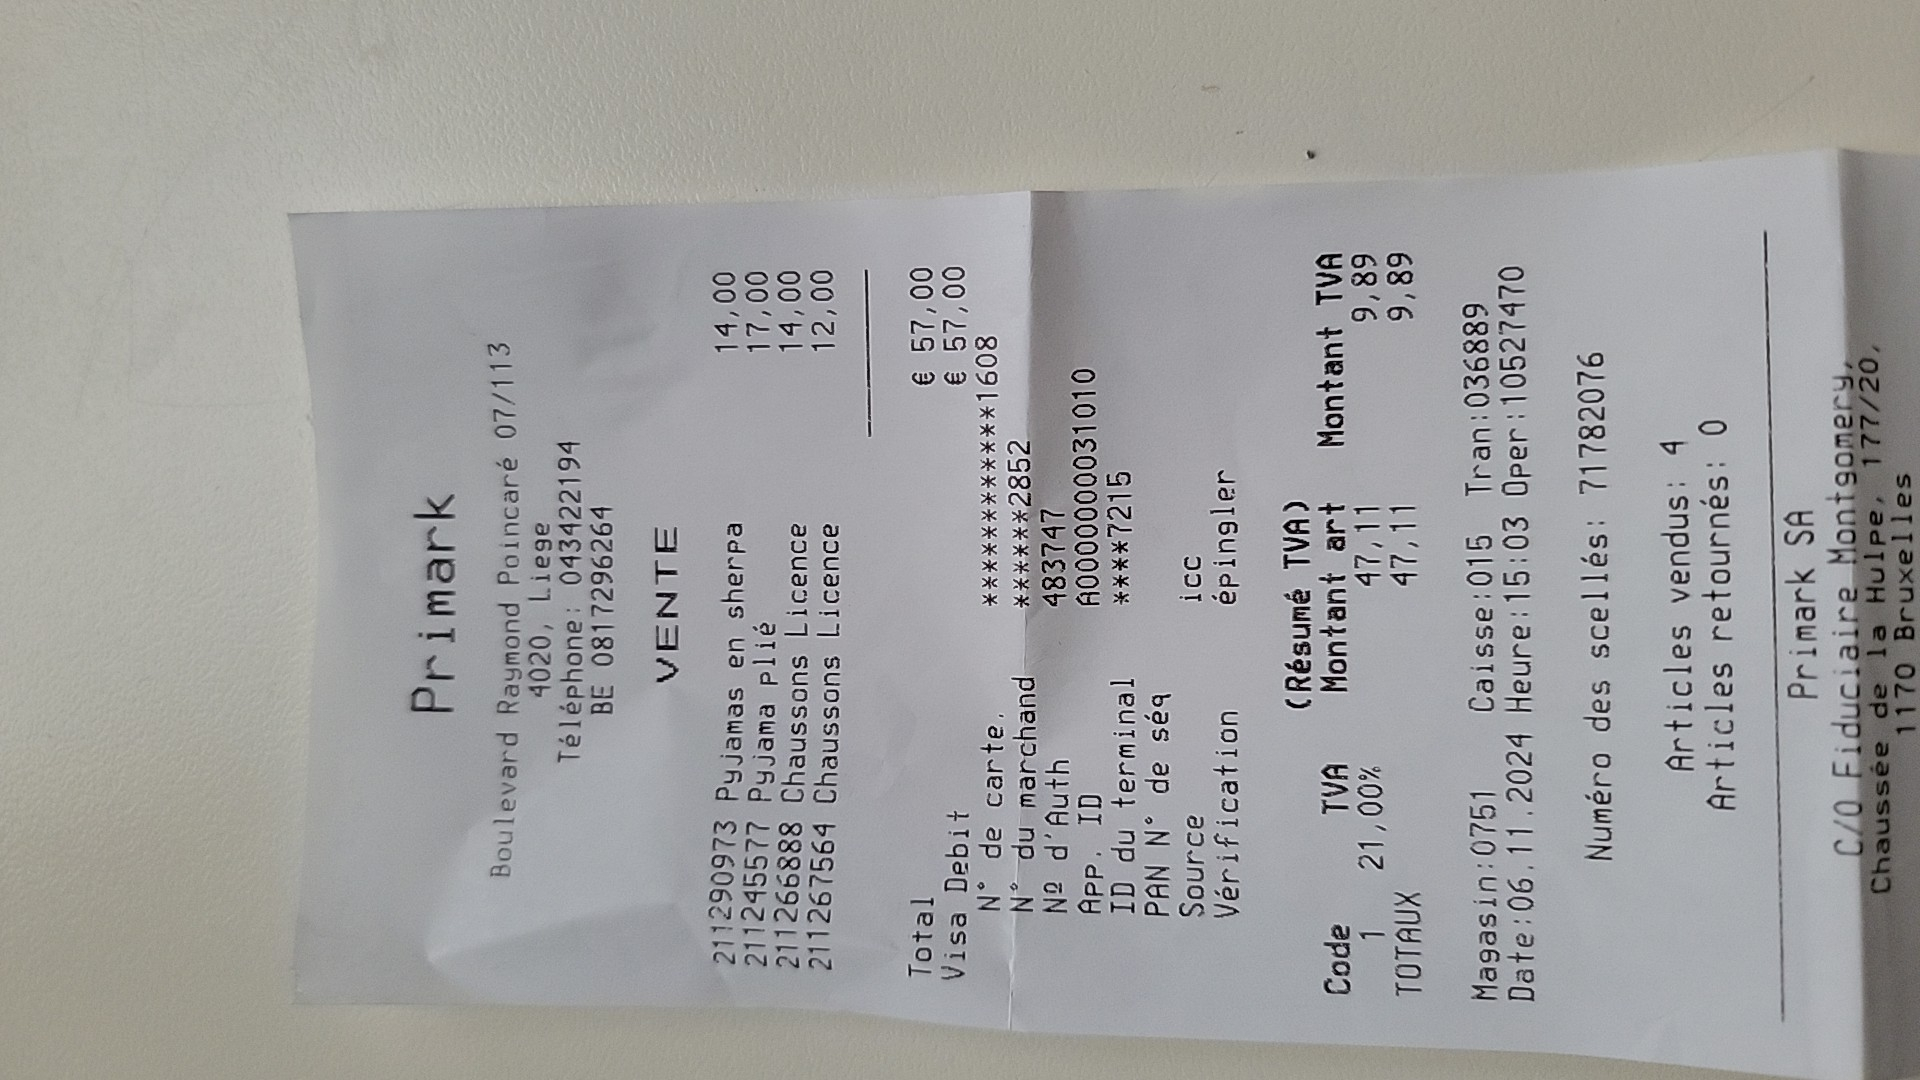 Primark
Boulevard Raymond Poincaré 07/113
4020, Liege
Téléphone: 043422194
BE 0817296264
VENTE
211290973 Pyjamas en sherpa 14,00
211245577 Pyjama plié 17,00
211266888 Chaussons Licence 14,00
211267564 Chaussons Licence 12,00
Total € 57,00
Visa Debit € 57,00
N° de carte. ************1608
N° du marchand ******2852
Nº d'Auth 483747
App. ID A0000000031010
ID du terminal ****7215
PAN N° de séq
Source icc
Vérification épingler
(Résumé TVA)
Code TVA Montant art Montant TVA
1 21,00% 47,11 9,89
TOTAUX 47,11 9,89
Magasin:0751 Caisse:015 Tran:036889
Date:06.11.2024 Heure:15:03 Oper:10527470
Numéro des scellés: 71782076
Articles vendus: 4
Articles retournés: 0
Primark SA
C/O Fiduciaire Montgomery,
Chaussée de la Hulpe, 177/20,
1170 Bruxelles